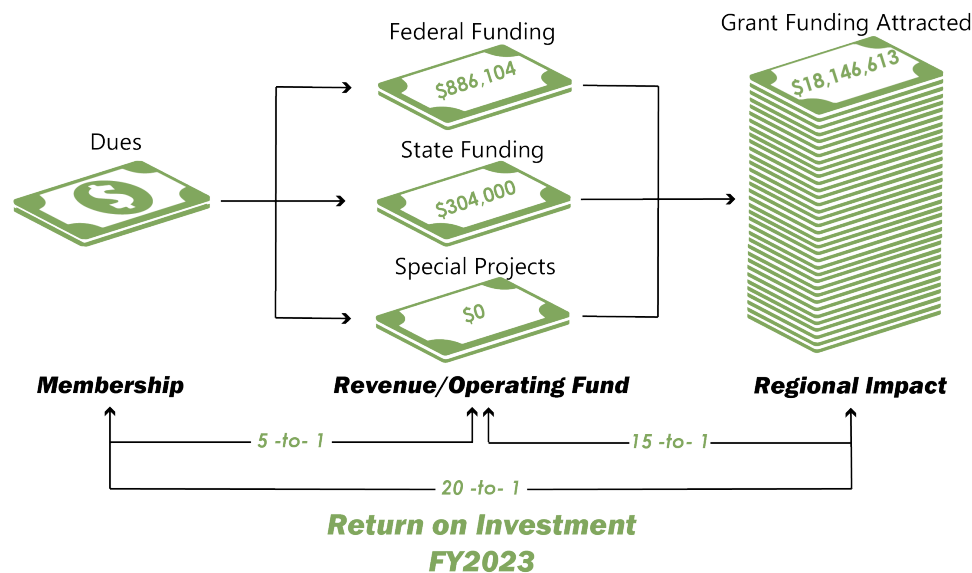 Federal Funding
$886,104
Grant Funding Attracted
$18,146,613
Dues
$
State Funding
$304,000
Special Projects
$0
Membership
Revenue/Operating Fund
Regional Impact
5 -to- 1
15 -to- 1
20 -to- 1
Return on Investment
FY2023